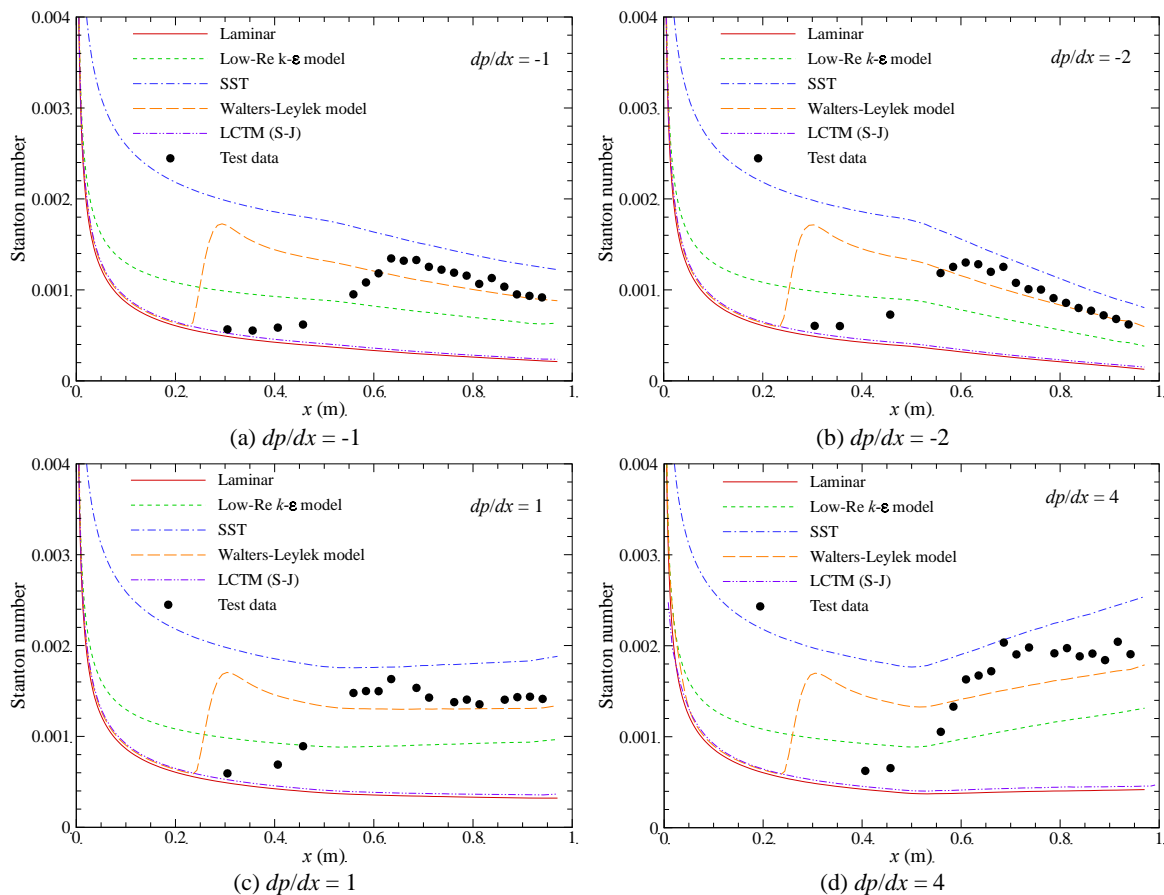 0.004
Laminar
Low-Re k-ε model
dp/dx = -1
SST
0.003
Walters-Leylek model
LCTM (S-J)
Test data
Stanton number
0.002
0.001
0.
0. 0.2 0.4 0.6 0.8 1.
x (m).
(a) dp/dx = -1
0.004
Laminar
Low-Re k-ε model
dp/dx = -2
SST
0.003
Walters-Leylek model
LCTM (S-J)
Test data
Stanton number
0.002
0.001
0.
0. 0.2 0.4 0.6 0.8 1.
x (m).
(b) dp/dx = -2
0.004
Laminar
Low-Re k-ε model
dp/dx = 1
SST
0.003
Walters-Leylek model
LCTM (S-J)
Test data
Stanton number
0.002
0.001
0.
0. 0.2 0.4 0.6 0.8 1.
x (m).
(c) dp/dx = 1
0.004
Laminar
Low-Re k-ε model
dp/dx = 4
SST
0.003
Walters-Leylek model
LCTM (S-J)
Test data
Stanton number
0.002
0.001
0.
0. 0.2 0.4 0.6 0.8 1.
x (m).
(d) dp/dx = 4